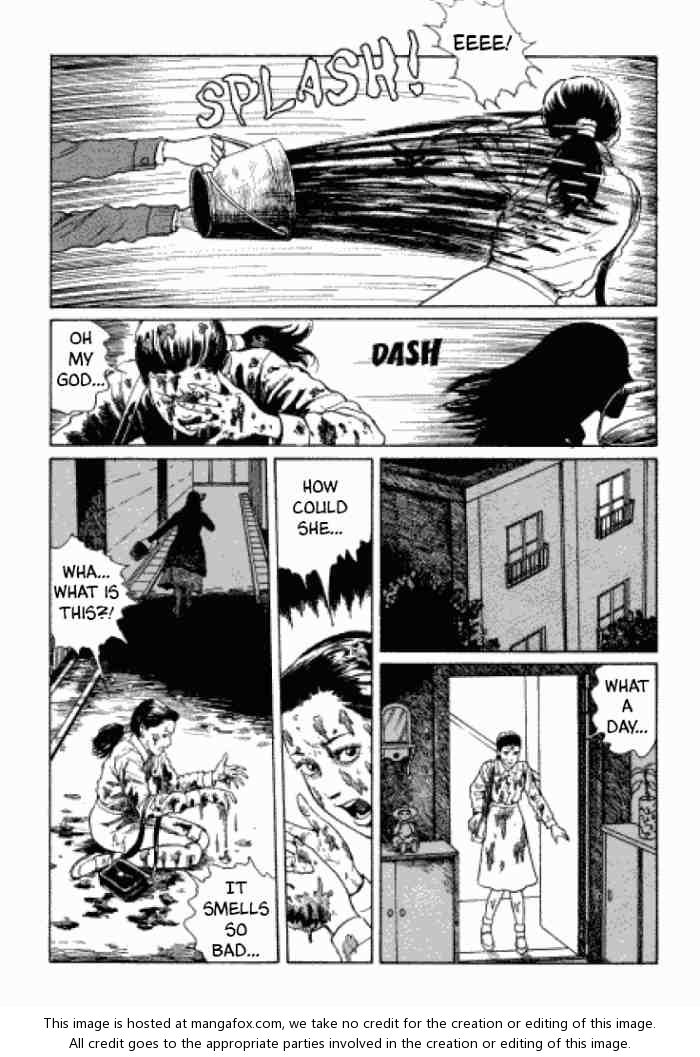 EEEE!
SPLASH!
OH
MY
GOD...
DASH
WHA...
WHAT IS
THIS?!
IT
SMELLS
SO
BAD...
HOW
COULD
SHE...
WHAT
A
DAY...
This image is hosted at mangafox.com, we take no credit for the creation or editing of this image.
All credit goes to the appropriate parties involved in the creation or editing of this image.